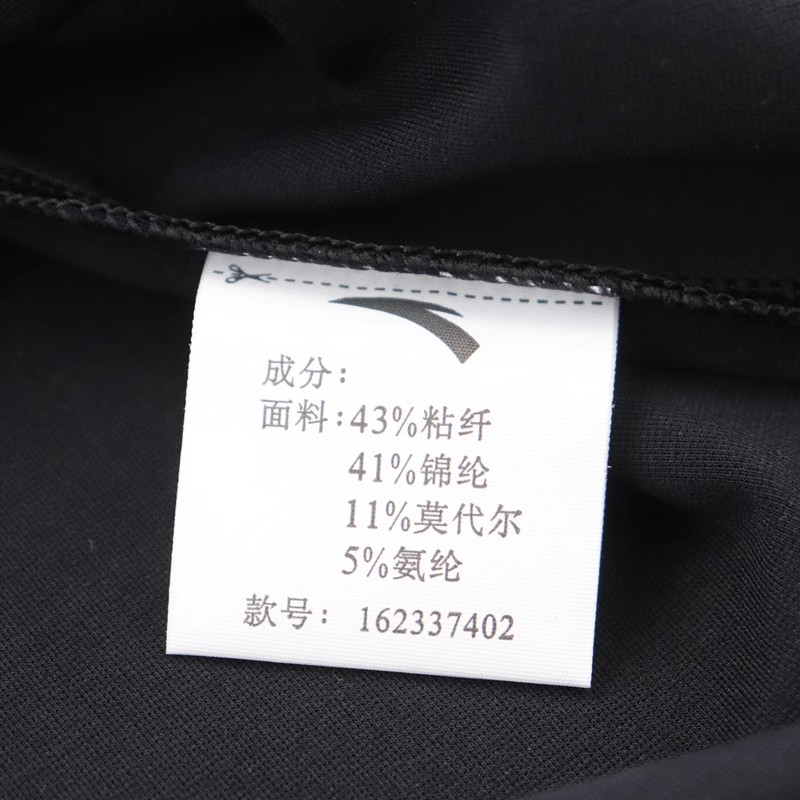 成分：
面料：43%粘纤
41%锦纶
11%莫代尔
5%氨纶
款号： 162337402